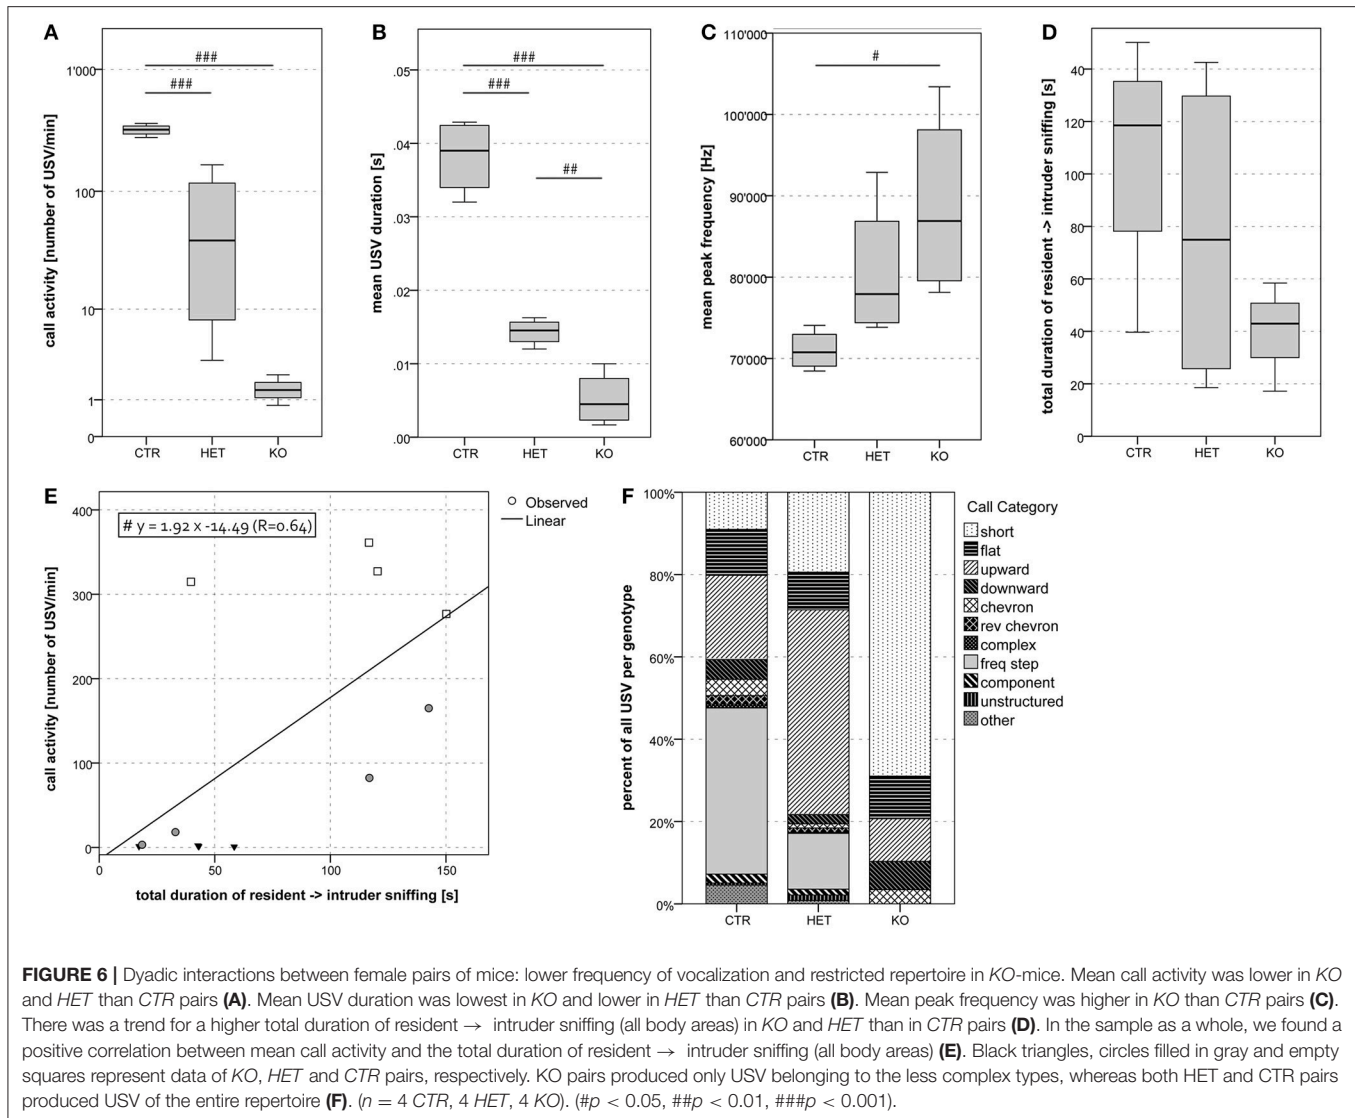 A
###
###
1'000
100
10
1
0
call activity [number of USV/min]
CTR HET KO
B
###
###
##
.05
.04
.03
.02
.01
.00
mean USV duration [s]
CTR HET KO
C
#
110'000
100'000
90'000
80'000
70'000
60'000
mean peak frequency [Hz]
CTR HET KO
D
40
120
100
80
60
40
20
0
total duration of resident -> intruder sniffing [s]
CTR HET KO
E
# y = 1.92 x -14.49 (R=0.64)
Observed
Linear
400
300
200
100
0
call activity [number of USV/min]
0 50 100 150
total duration of resident -> intruder sniffing [s]
F
100%
80%
60%
40%
20%
0%
percent of all USV per genotype
CTR HET KO
Call Category
short
flat
upward
downward
chevron
rev chevron
complex
freq step
component
unstructured
other
FIGURE 6 | Dyadic interactions between female pairs of mice: lower frequency of vocalization and restricted repertoire in KO-mice. Mean call activity was lower in KO
and HET than CTR pairs (A). Mean USV duration was lowest in KO and lower in HET than CTR pairs (B). Mean peak frequency was higher in KO than CTR pairs (C).
There was a trend for a higher total duration of resident → intruder sniffing (all body areas) in KO and HET than in CTR pairs (D). In the sample as a whole, we found a
positive correlation between mean call activity and the total duration of resident → intruder sniffing (all body areas) (E). Black triangles, circles filled in gray and empty
squares represent data of KO, HET and CTR pairs, respectively. KO pairs produced only USV belonging to the less complex types, whereas both HET and CTR pairs
produced USV of the entire repertoire (F). (n = 4 CTR, 4 HET, 4 KO). (#p < 0.05, ##p < 0.01, ###p < 0.001).